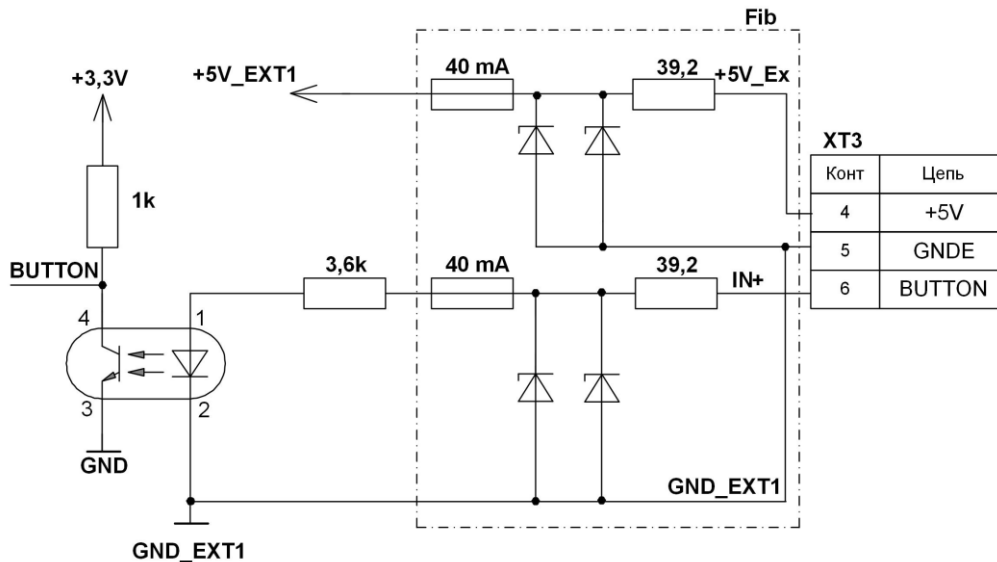 Fib
+3,3V
+5V_EXT1
40 mA
39,2
+5V_Ex
XT3
Конт
Цепь
1k
4
+5V
5
GNDE
BUTTON
3,6k
40 mA
39,2
IN+
6
BUTTON
4
1
3
2
GND
GND_EXT1
GND_EXT1